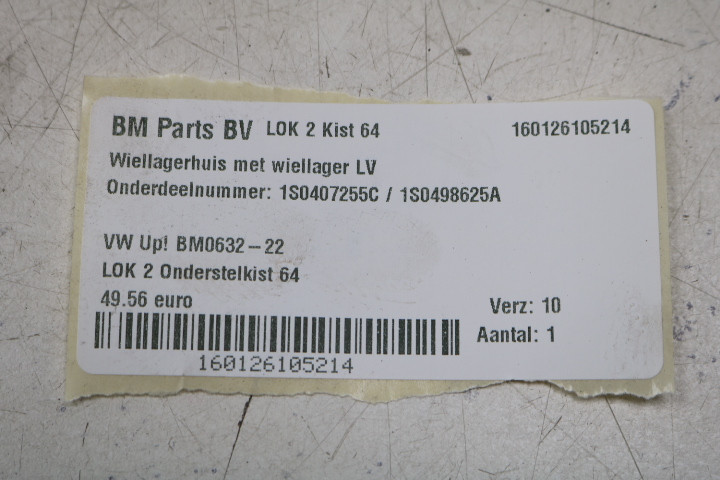 BM Parts BV LOK 2 Kist 64 160126105214
Wiellagerhuis met wiellager LV
Onderdeelnummer: 1S0407255C / 1S0498625A
VW Up! BM0632-22
LOK 2 Onderstelkist 64
49.56 euro Verz: 10
Aantal: 1
160126105214